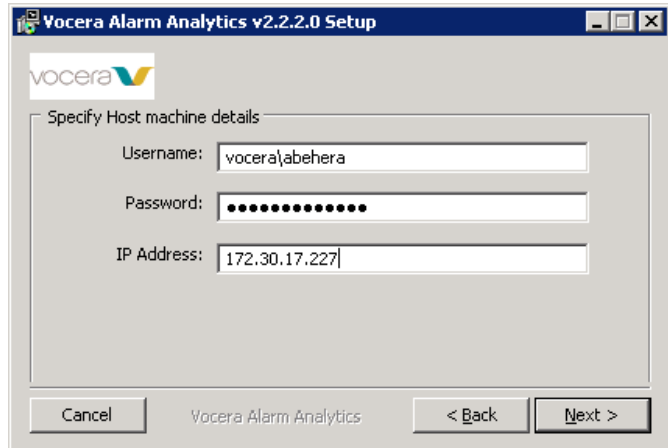 Vocera Alarm Analytics v2.2.2.0 Setup
vocera
Specify Host machine details
Username: vocera\abehera
Password: ●●●●●●●●●●●●●
IP Address: 172.30.17.227
Cancel Vocera Alarm Analytics < Back Next >